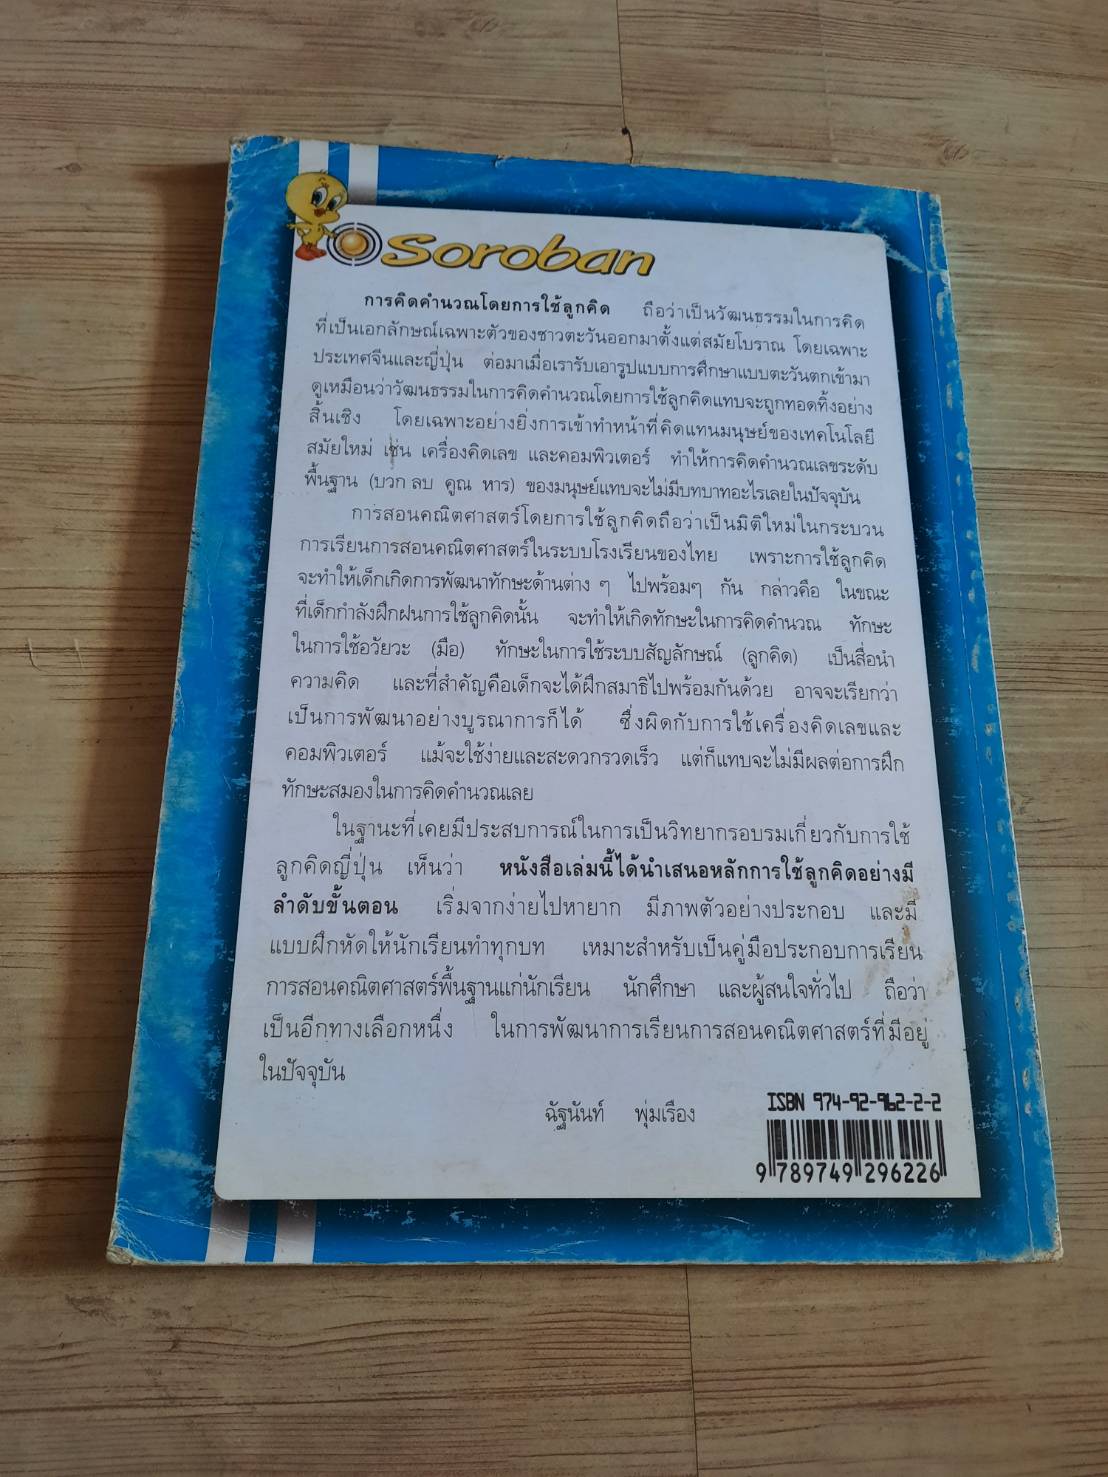 Soroban
การคิดคำนวณโดยการใช้ลูกคิด ถือว่าเป็นวัฒนธรรมในการคิด
ที่เป็นเอกลักษณ์เฉพาะตัวของชาวตะวันออกมาตั้งแต่สมัยโบราณ โดยเฉพาะ
ประเทศจีนและญี่ปุ่น ต่อมาเมื่อเรารับเอารูปแบบการศึกษาแบบตะวันตกเข้ามา
ดูเหมือนว่าวัฒนธรรมในการคิดคำนวณโดยการใช้ลูกคิดแทบจะถูกทอดทิ้งอย่าง
สิ้นเชิง โดยเฉพาะอย่างยิ่งการเข้าทำหน้าที่คิดแทนมนุษย์ของเทคโนโลยี
สมัยใหม่ เช่น เครื่องคิดเลข และคอมพิวเตอร์ ทำให้การคิดคำนวณเลขระดับ
พื้นฐาน (บวก ลบ คูณ หาร) ของมนุษย์แทบจะไม่มีบทบาทอะไรเลยในปัจจุบัน
การสอนคณิตศาสตร์โดยการใช้ลูกคิดถือว่าเป็นมิติใหม่ในกระบวน
การเรียนการสอนคณิตศาสตร์ในระบบโรงเรียนของไทย เพราะการใช้ลูกคิด
จะทำให้เด็กเกิดการพัฒนาทักษะด้านต่าง ๆ ไปพร้อมๆ กัน กล่าวคือ ในขณะ
ที่เด็กกำลังฝึกฝนการใช้ลูกคิดนั้น จะทำให้เกิดทักษะในการคิดคำนวณ ทักษะ
ในการใช้อวัยวะ (มือ) ทักษะในการใช้ระบบสัญลักษณ์ (ลูกคิด) เป็นสื่อนำ
ความคิด และที่สำคัญคือเด็กจะได้ฝึกสมาธิไปพร้อมกันด้วย อาจจะเรียกว่า
เป็นการพัฒนาอย่างบูรณาการก็ได้ ซึ่งผิดกับการใช้เครื่องคิดเลขและ
คอมพิวเตอร์ แม้จะใช้ง่ายและสะดวกรวดเร็ว แต่ก็แทบจะไม่มีผลต่อการฝึก
ทักษะสมองในการคิดคำนวณเลย
ในฐานะที่เคยมีประสบการณ์ในการเป็นวิทยากรอบรมเกี่ยวกับการใช้
ลูกคิดญี่ปุ่น เห็นว่า หนังสือเล่มนี้ได้นำเสนอหลักการใช้ลูกคิดอย่างมี
ลำดับขั้นตอน เริ่มจากง่ายไปหายาก มีภาพตัวอย่างประกอบ และมี
แบบฝึกหัดให้นักเรียนทำทุกบท เหมาะสำหรับเป็นคู่มือประกอบการเรียน
การสอนคณิตศาสตร์พื้นฐานแก่นักเรียน นักศึกษา และผู้สนใจทั่วไป ถือว่า
เป็นอีกทางเลือกหนึ่ง ในการพัฒนาการเรียนการสอนคณิตศาสตร์ที่มีอยู่
ในปัจจุบัน
ฉัฐนันท์ พุ่มเรือง
ISBN 974-92-962-2-2
9 789749 296226